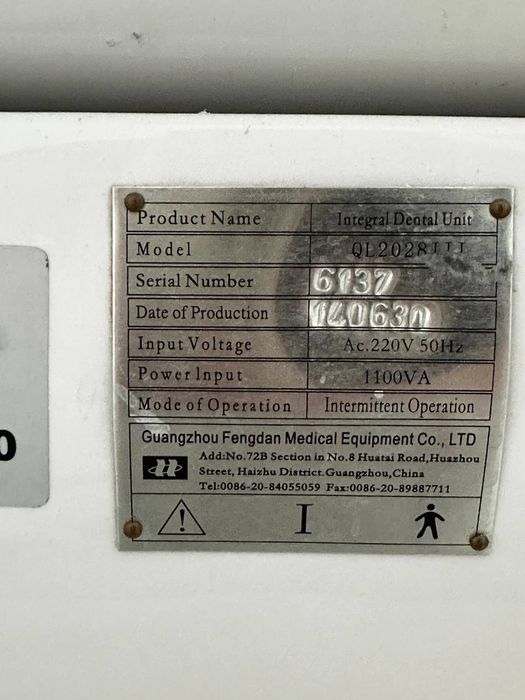 Product Name Integral Dental Unit
Model QL2028III
Serial Number 6137
Date of Production 140630
Input Voltage Ac.220V 50Hz
Power Input 1100VA
Mode of Operation Intermittent Operation
Guangzhou Fengdan Medical Equipment Co., LTD
Add:No.72B Section in No.8 Huatai Road,Huazhou
Street, Haizhu District.Guangzhou,China
Tel:0086-20-84055059 Fax:0086-20-89887711
I
0